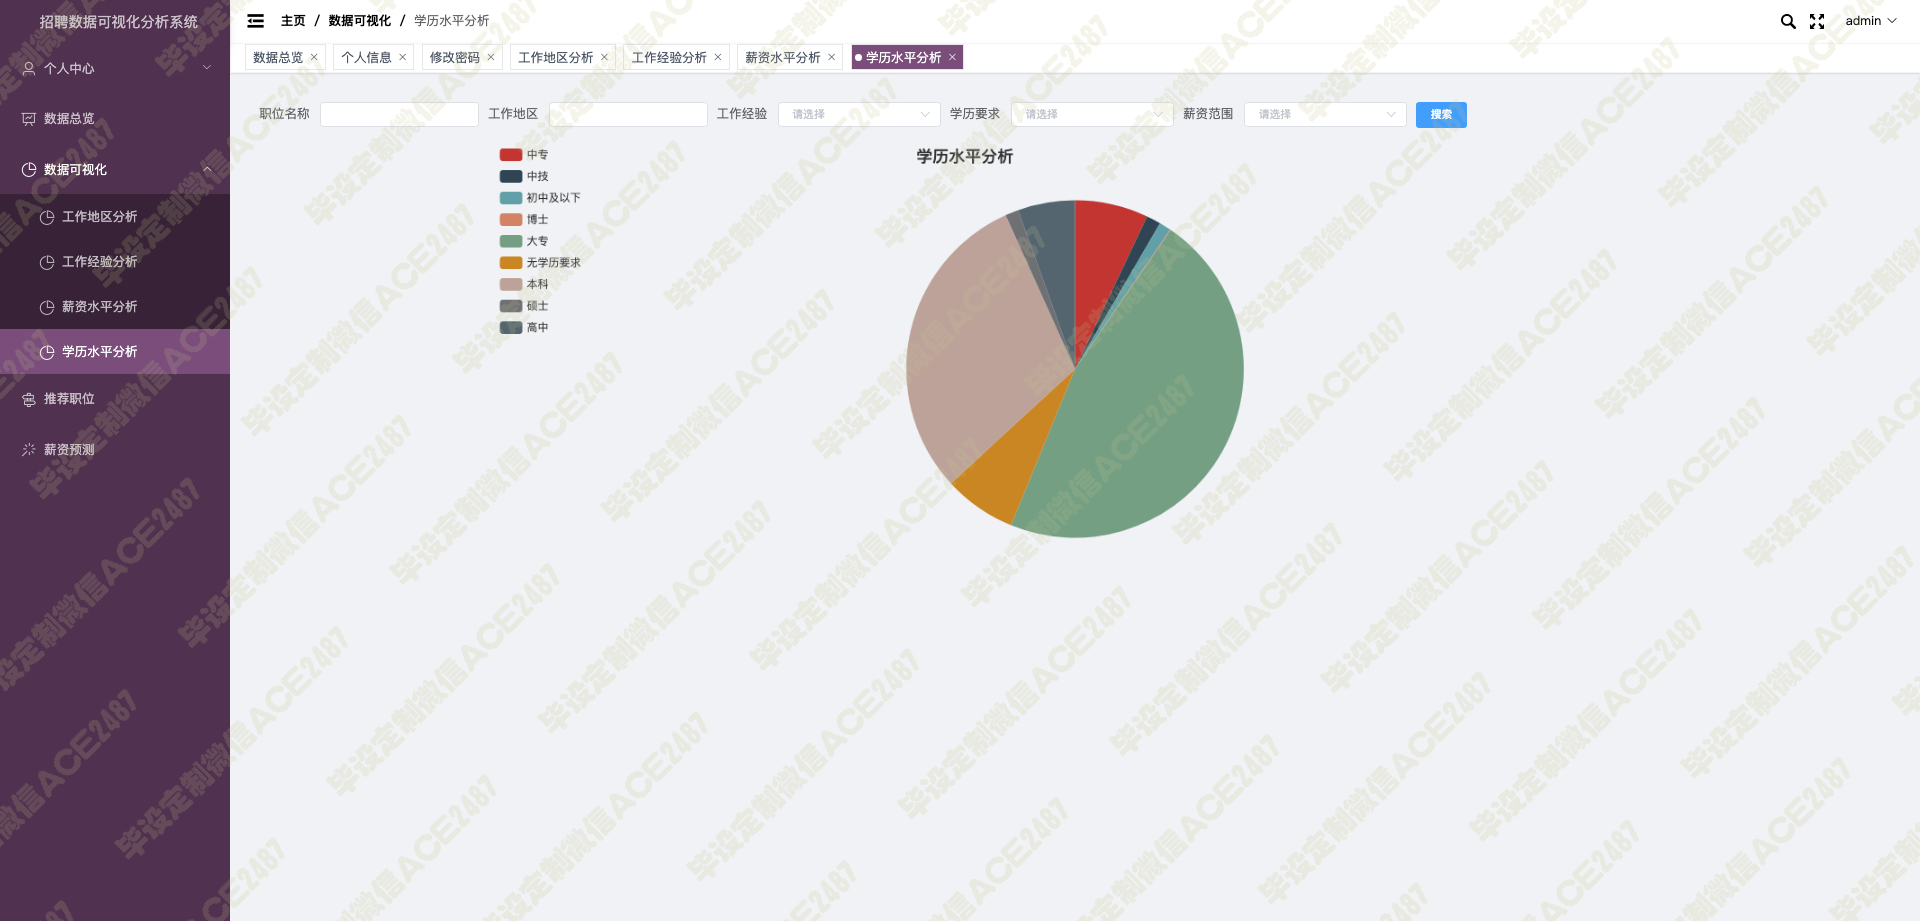 招聘数据可视化分析系统
主页 / 数据可视化 / 学历水平分析
admin
数据总览 × 个人信息 × 修改密码 × 工作地区分析 × 工作经验分析 × 薪资水平分析 × 学历水平分析 ×
个人中心
数据总览
数据可视化
工作地区分析
工作经验分析
薪资水平分析
学历水平分析
推荐职位
薪资预测
职位名称 工作地区 工作经验 请选择 学历要求 请选择 薪资范围 请选择 搜索
学历水平分析
中专
中技
初中及以下
博士
大专
无学历要求
本科
硕士
高中
毕设定制微信ACE2487